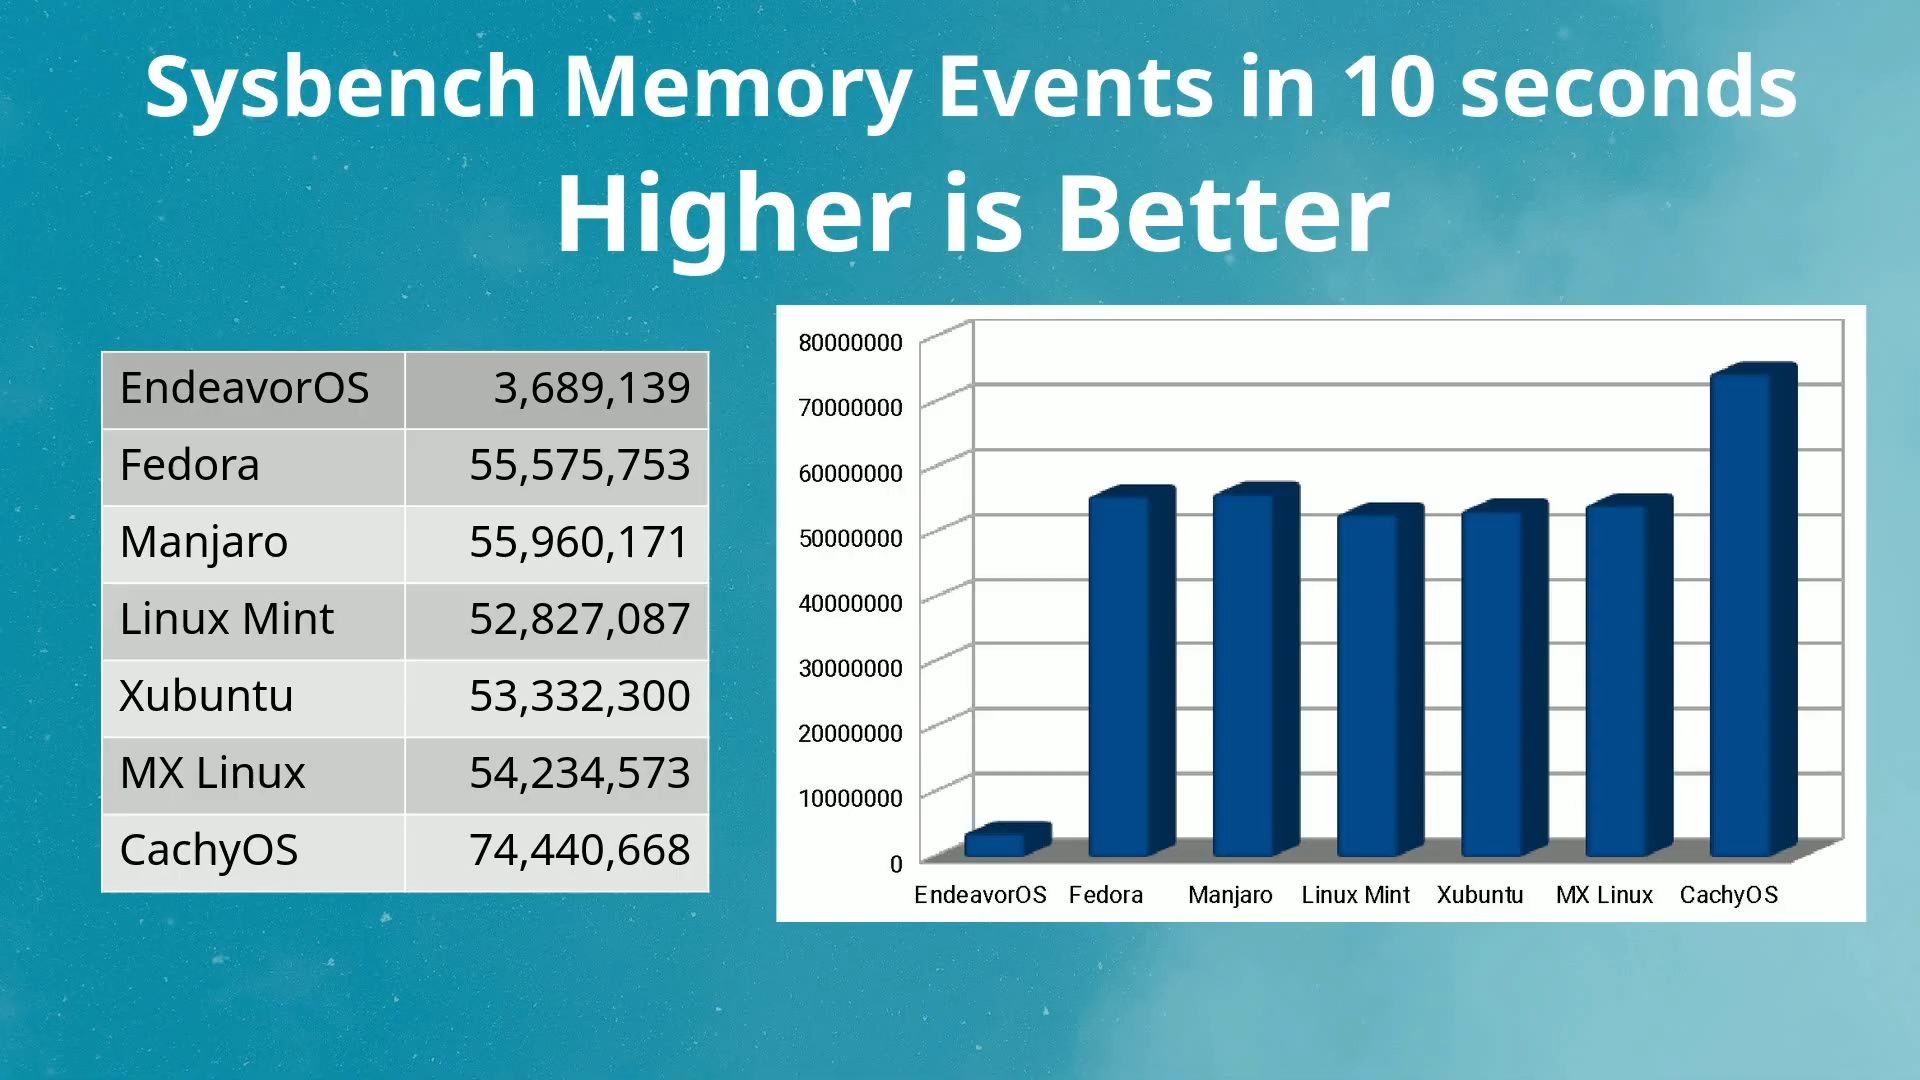 Sysbench Memory Events in 10 seconds
Higher is Better
EndeavorOS 3,689,139
Fedora 55,575,753
Manjaro 55,960,171
Linux Mint 52,827,087
Xubuntu 53,332,300
MX Linux 54,234,573
CachyOS 74,440,668
80000000
70000000
60000000
50000000
40000000
30000000
20000000
10000000
0
EndeavorOS Fedora Manjaro Linux Mint Xubuntu MX Linux CachyOS